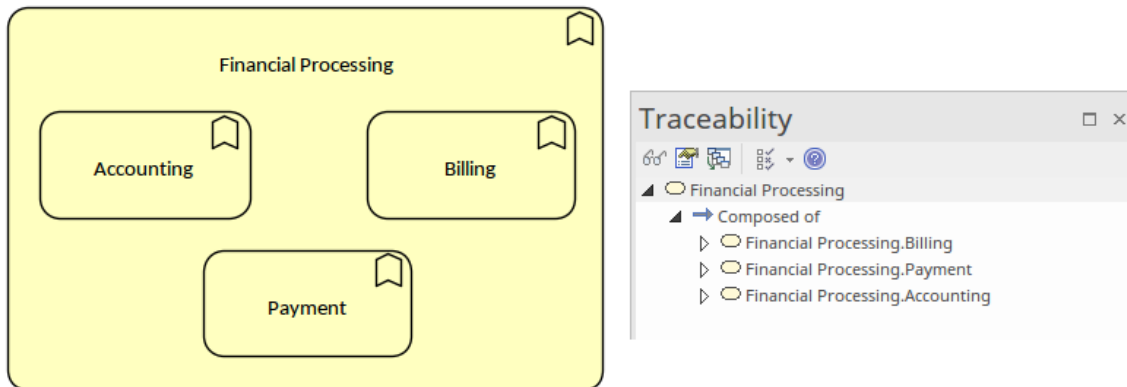 Financial Processing
Accounting
Billing
Payment
Traceability
Financial Processing
Composed of
Financial Processing.Billing
Financial Processing.Payment
Financial Processing.Accounting